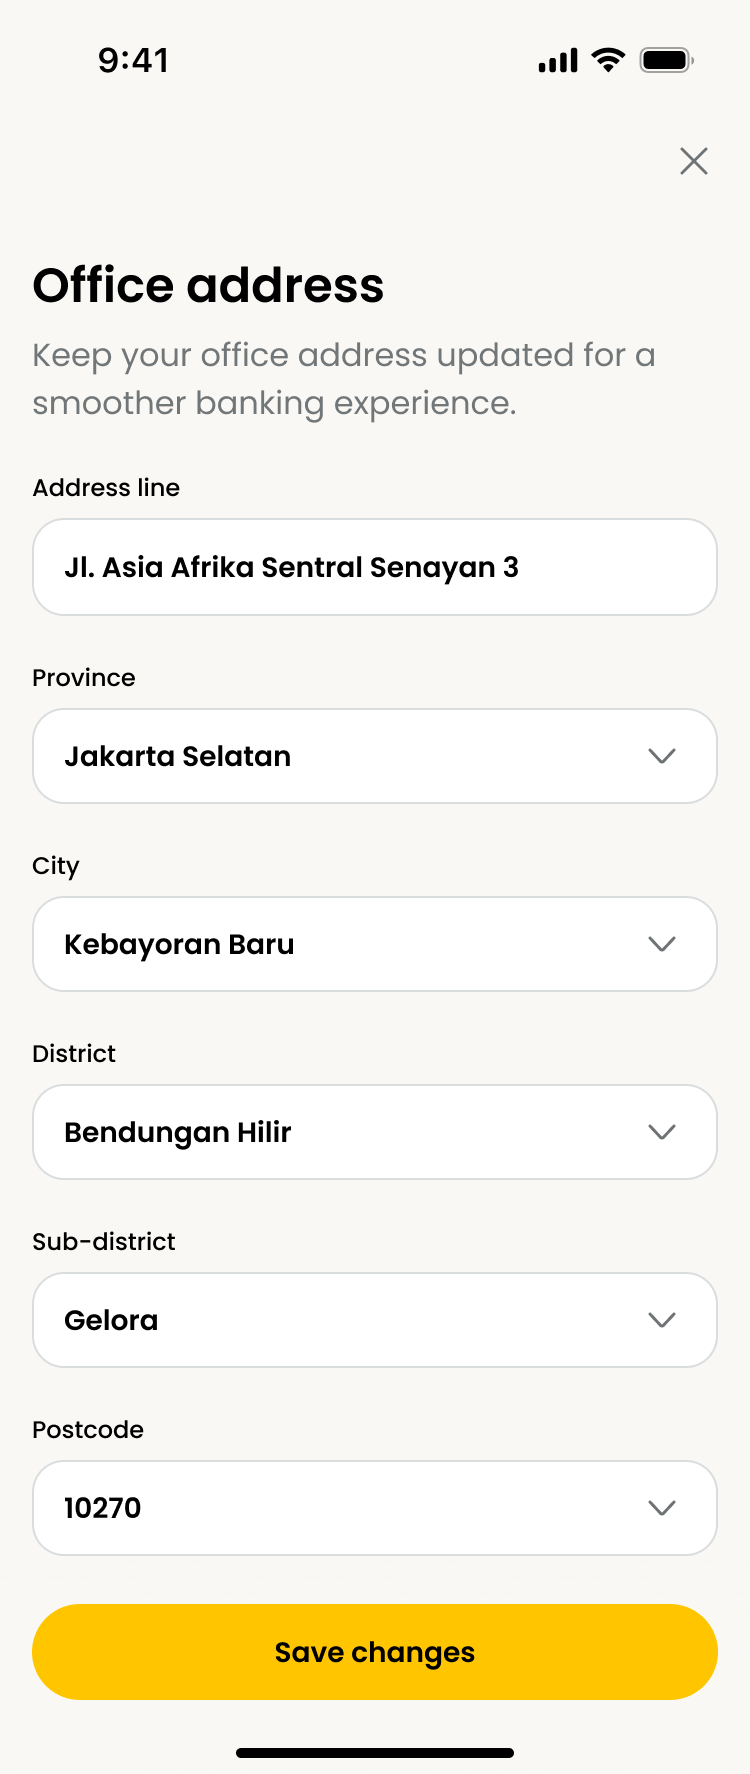 9:41
Office address
Keep your office address updated for a
smoother banking experience.
Address line
Jl. Asia Afrika Sentral Senayan 3
Province
Jakarta Selatan
City
Kebayoran Baru
District
Bendungan Hilir
Sub-district
Gelora
Postcode
10270
Save changes